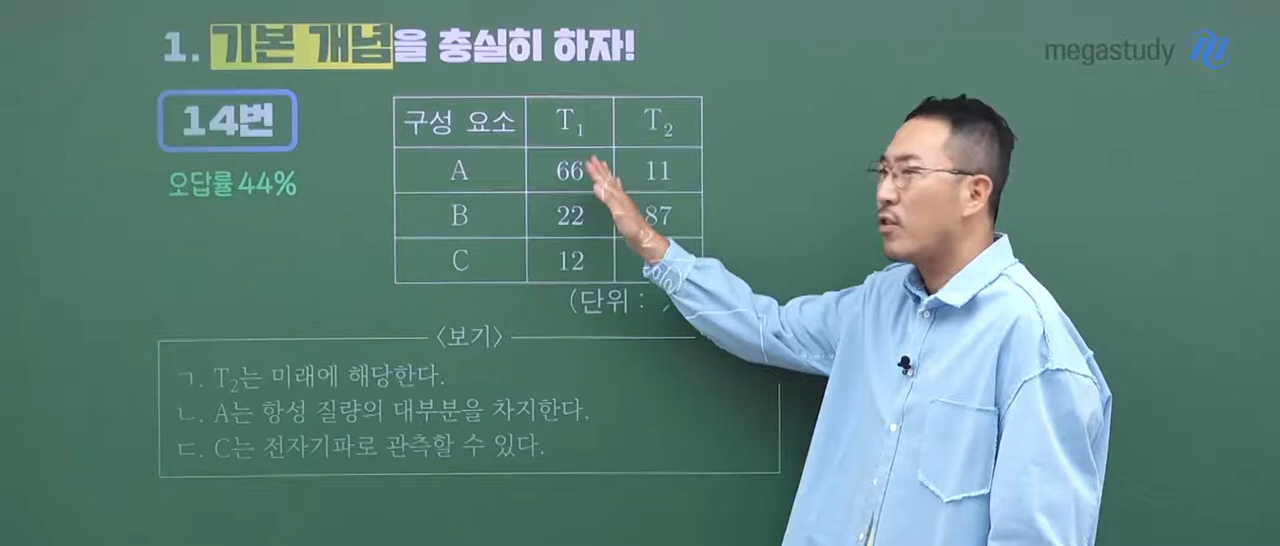 1. 기본 개념을 충실히 하자!
megastudy
14번
오답률 44%
구성 요소 T₁ T₂
A 66 11
B 22 87
C 12 2
(단위 : %)
〈보기〉
ㄱ. T₂는 미래에 해당한다.
ㄴ. A는 항성 질량의 대부분을 차지한다.
ㄷ. C는 전자기파로 관측할 수 있다.